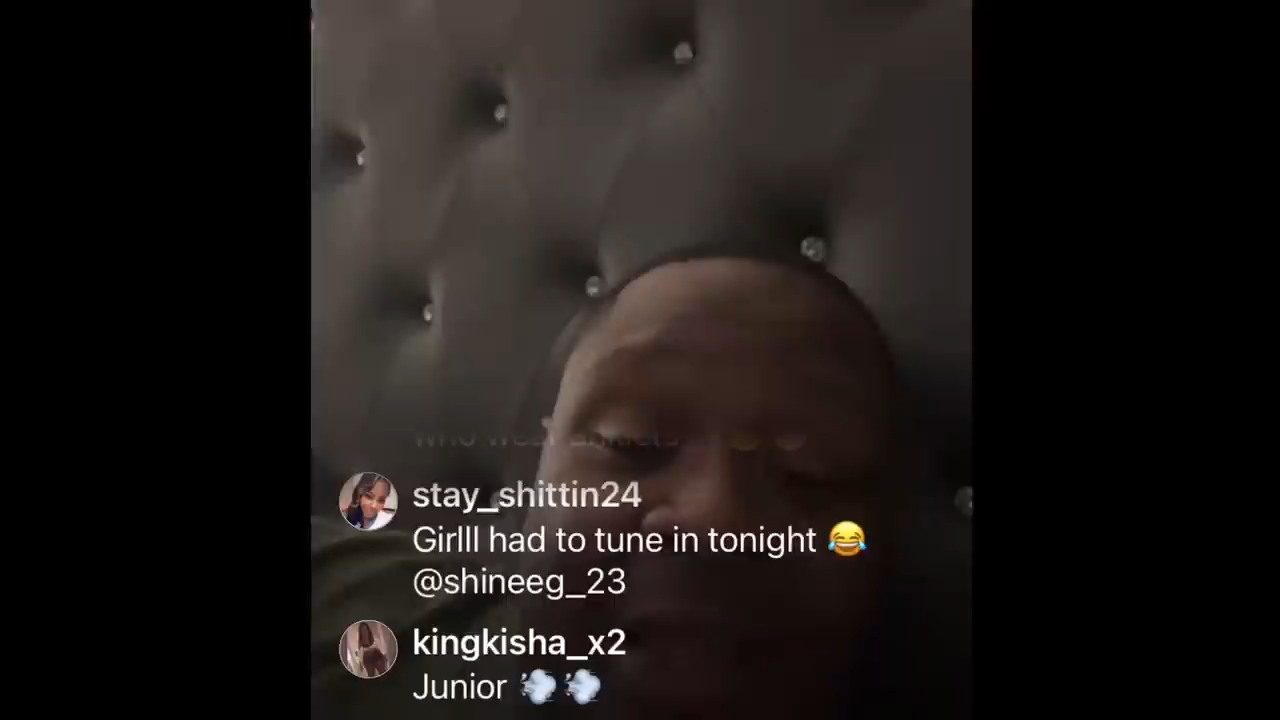 stay_shittin24
Girlll had to tune in tonight 😂
@shineeg_23
kingkisha_x2
Junior 💨💨